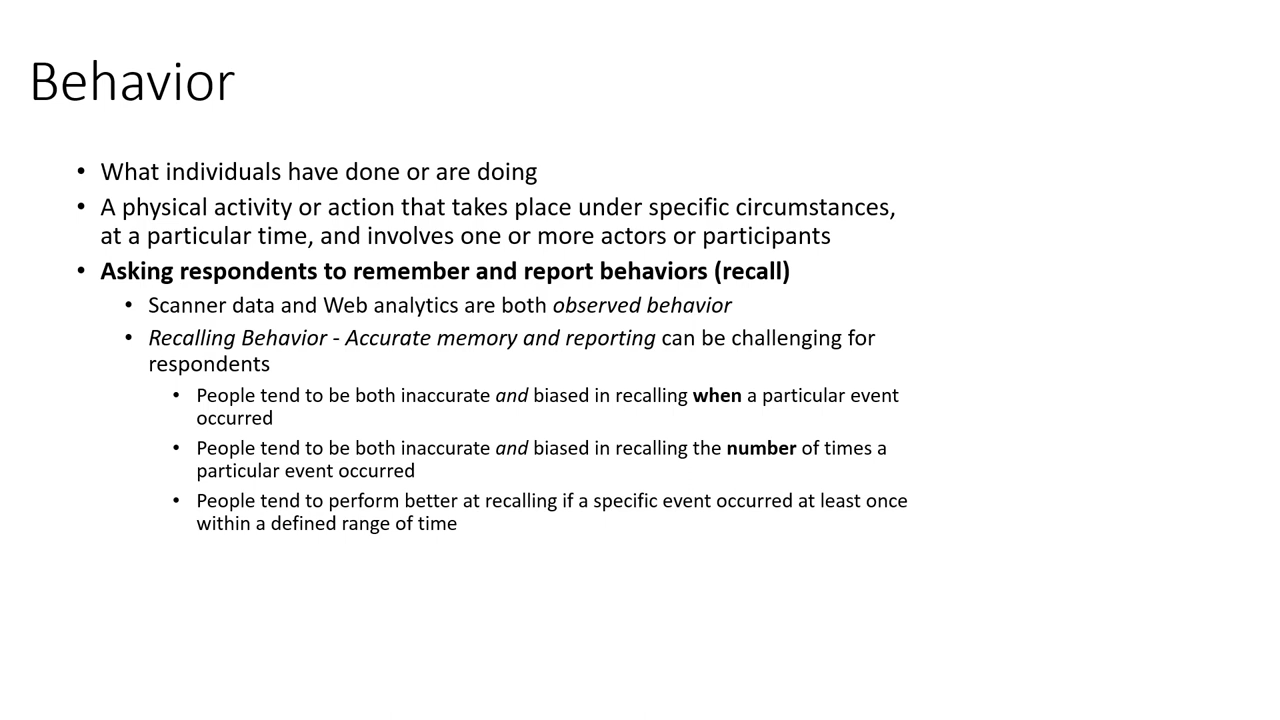 Behavior
• What individuals have done or are doing
• A physical activity or action that takes place under specific circumstances,
at a particular time, and involves one or more actors or participants
• Asking respondents to remember and report behaviors (recall)
• Scanner data and Web analytics are both observed behavior
• Recalling Behavior - Accurate memory and reporting can be challenging for
respondents
• People tend to be both inaccurate and biased in recalling when a particular event
occurred
• People tend to be both inaccurate and biased in recalling the number of times a
particular event occurred
• People tend to perform better at recalling if a specific event occurred at least once
within a defined range of time